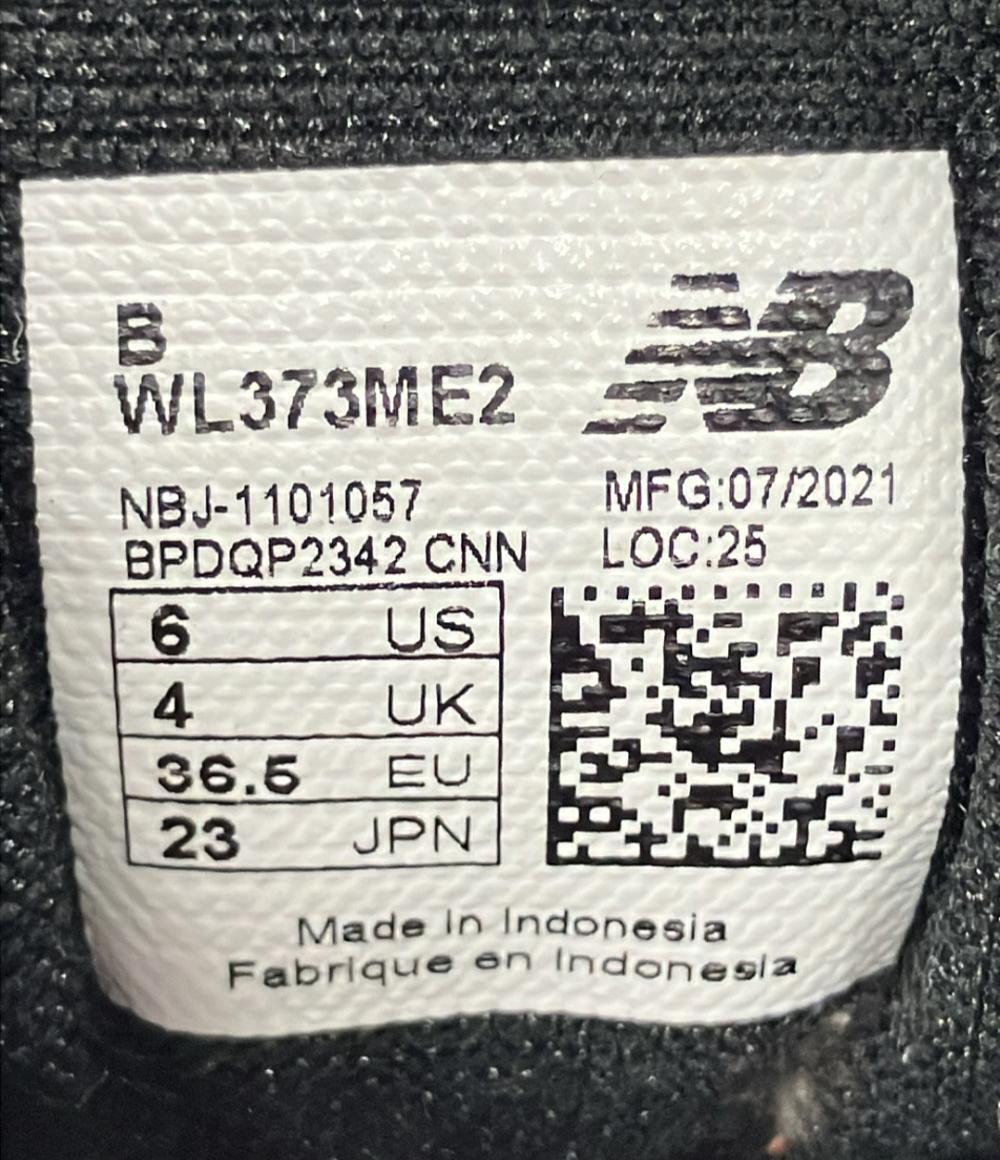 B
WL373ME2
NB
NBJ-1101057
MFG:07/2021
BPDQP2342 CNN
LOC:25
6 US
4 UK
36.5 EU
23 JPN
Made in Indonesia
Fabrique en Indonesia